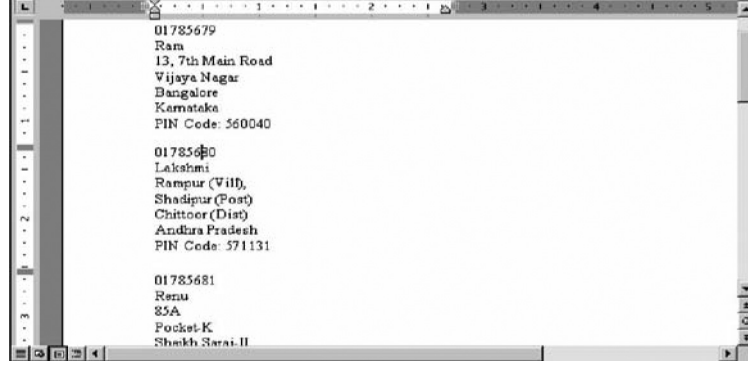 01785679
Ram
13, 7th Main Road
Vijaya Nagar
Bangalore
Karnataka
PIN Code: 560040
01785680
Lakshmi
Rampur (Vill),
Shadipur (Post)
Chittoor (Dist)
Andhra Pradesh
PIN Code: 571131
01785681
Renu
85A
Pocket-K
Sheikh Sarai-II